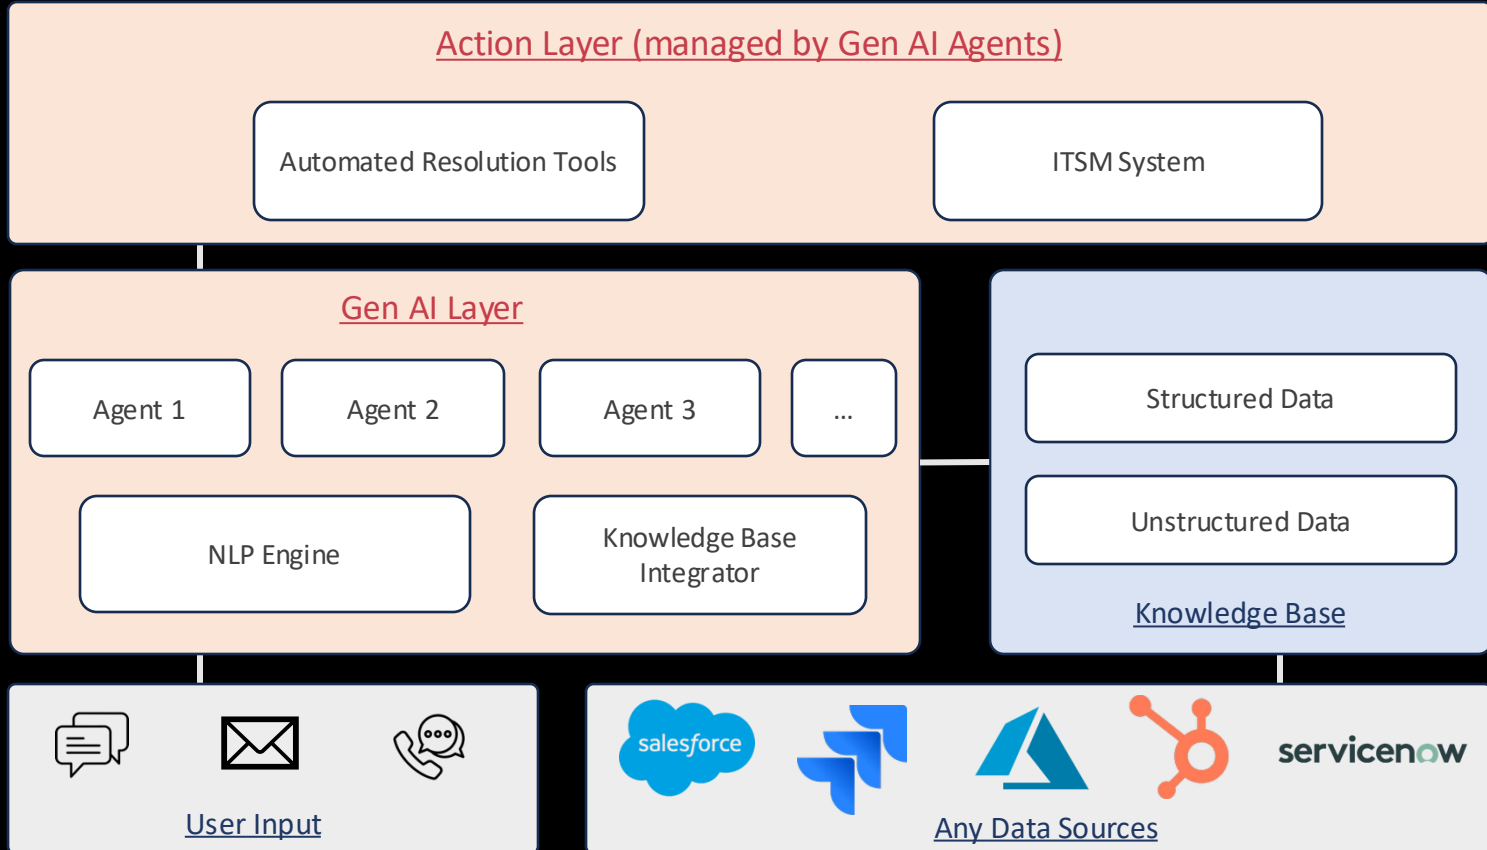 Action Layer (managed by Gen AI Agents)
Automated Resolution Tools
ITSM System
Gen AI Layer
Agent 1
Agent 2
Agent 3
...
NLP Engine
Knowledge Base
Integrator
Structured Data
Unstructured Data
Knowledge Base
User Input
salesforce
servicenow
Any Data Sources